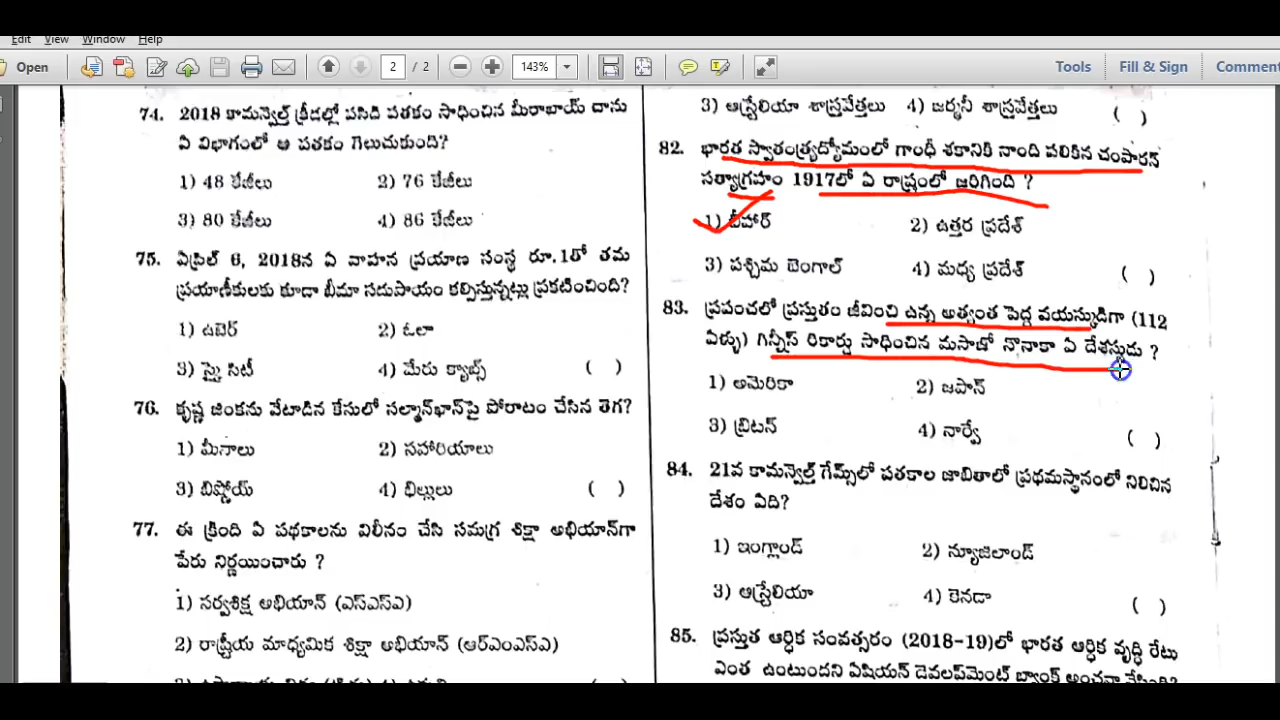 Edit View Window Help
Open 2 / 2 143% Tools Fill & Sign Comment
74. 2018 కామన్వెల్త్ క్రీడల్లో పసిడి పతకం సాధించిన మీరాబాయ్ చాను
ఏ విభాగంలో ఆ పతకం గెలుచుకుంది?
1) 48 కేజీలు 2) 76 కేజీలు
3) 80 కేజీలు 4) 86 కేజీలు
75. ఏప్రిల్ 6, 2018న ఏ వాహన ప్రయాణ సంస్థ రూ.1తో తమ
ప్రయాణీకులకు కూడా బీమా సదుపాయం కల్పిస్తున్నట్లు ప్రకటించింది?
1) ఉబెర్ 2) ఓలా
3) స్కై సిటీ 4) మేరు క్యాబ్స్ ( )
76. కృష్ణ జింకను వేటాడిన కేసులో సల్మాన్‌ఖాన్‌పై పోరాటం చేసిన తెగ?
1) మీనాలు 2) సహారియాలు
3) బిష్ణోయ్ 4) భిల్లులు ( )
77. ఈ క్రింది ఏ పథకాలను విలీనం చేసి సమగ్ర శిక్షా అభియాన్‌గా
పేరు నిర్ణయించారు ?
1) సర్వశిక్ష అభియాన్ (ఎస్ఎస్ఏ)
2) రాష్ట్రీయ మాధ్యమిక శిక్షా అభియాన్ (ఆర్ఎంఎస్ఏ)
3) ఆస్ట్రేలియా శాస్త్రవేత్తలు 4) జర్మనీ శాస్త్రవేత్తలు ( )
82. భారత స్వాతంత్ర్యద్యోమంలో గాంధీ శకానికి నాంది పలికిన చంపారన్
సత్యాగ్రహం 1917లో ఏ రాష్ట్రంలో జరిగింది ?
1) బీహార్ 2) ఉత్తర ప్రదేశ్
3) పశ్చిమ బెంగాల్ 4) మధ్య ప్రదేశ్ ( )
83. ప్రపంచలో ప్రస్తుతం జీవించి ఉన్న అత్యంత పెద్ద వయస్కుడిగా (112
ఏళ్ళు) గిన్నీస్ రికార్డు సాధించిన మసాజో నొనాకా ఏ దేశస్తుడు ?
1) అమెరికా 2) జపాన్
3) బ్రిటన్ 4) నార్వే ( )
84. 21వ కామన్వెల్త్ గేమ్స్‌లో పతకాల జాబితాలో ప్రథమస్థానంలో నిలిచిన
దేశం ఏది?
1) ఇంగ్లాండ్ 2) న్యూజిలాండ్
3) ఆస్ట్రేలియా 4) కెనడా ( )
85. ప్రస్తుత ఆర్థిక సంవత్సరం (2018-19)లో భారత ఆర్థిక వృద్ధి రేటు
ఎంత ఉంటుందని ఏషియన్ డెవలప్‌మెంట్ బ్యాంక్ అంచనా వేసింది?